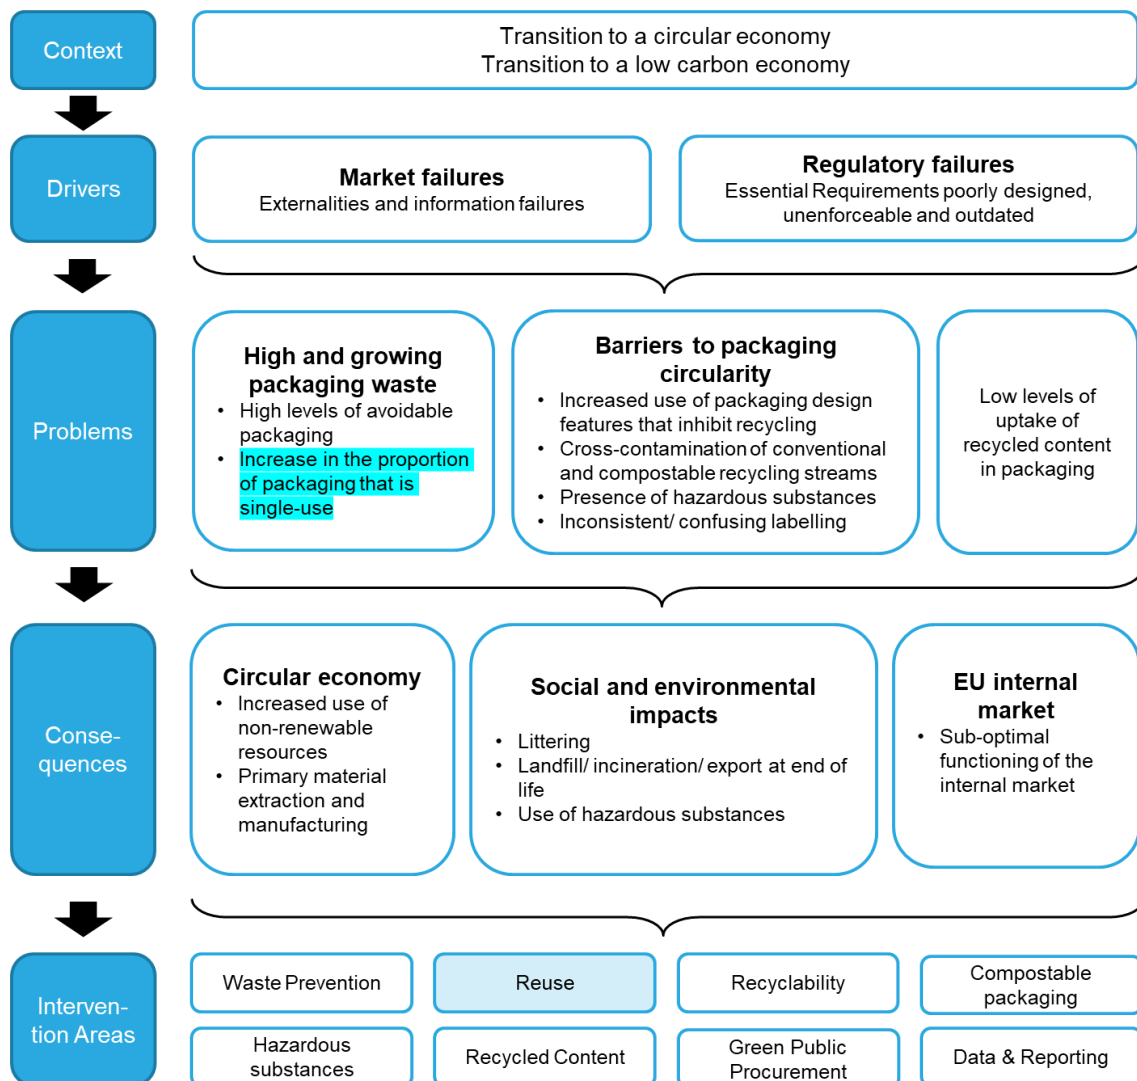 Context
Transition to a circular economy
Transition to a low carbon economy
Drivers
Market failures
Externalities and information failures
Regulatory failures
Essential Requirements poorly designed,
unenforceable and outdated
Problems
High and growing
packaging waste
• High levels of avoidable
packaging
• Increase in the proportion
of packaging that is
single-use
Barriers to packaging
circularity
• Increased use of packaging design
features that inhibit recycling
• Cross-contamination of conventional
and compostable recycling streams
• Presence of hazardous substances
• Inconsistent/ confusing labelling
Low levels of
uptake of
recycled content
in packaging
Conse-
quences
Circular economy
• Increased use of
non-renewable
resources
• Primary material
extraction and
manufacturing
Social and environmental
impacts
• Littering
• Landfill/ incineration/ export at end of
life
• Use of hazardous substances
EU internal
market
• Sub-optimal
functioning of the
internal market
Interven-
tion Areas
Waste Prevention
Reuse
Recyclability
Compostable
packaging
Hazardous
substances
Recycled Content
Green Public
Procurement
Data & Reporting